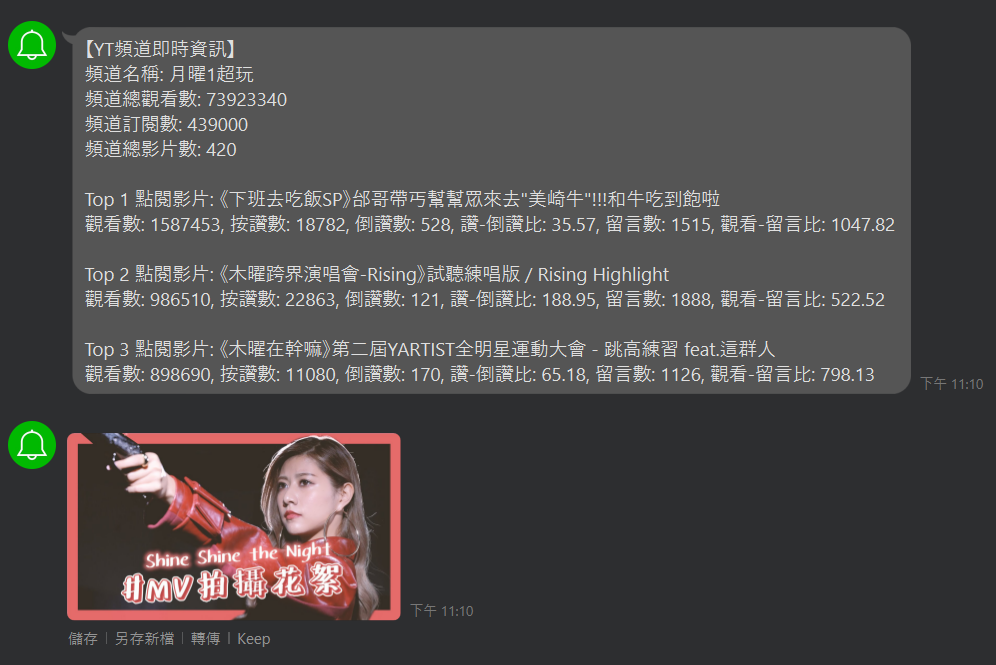 【YT頻道即時資訊】
頻道名稱: 月曜1超玩
頻道總觀看數: 73923340
頻道訂閱數: 439000
頻道總影片數: 420
Top 1 點閱影片: 《下班去吃飯SP》邰哥帶丐幫幫眾來去"美崎牛"!!!和牛吃到飽啦
觀看數: 1587453, 按讚數: 18782, 倒讚數: 528, 讚-倒讚比: 35.57, 留言數: 1515, 觀看-留言比: 1047.82
Top 2 點閱影片: 《木曜跨界演唱會-Rising》試聽練唱版 / Rising Highlight
觀看數: 986510, 按讚數: 22863, 倒讚數: 121, 讚-倒讚比: 188.95, 留言數: 1888, 觀看-留言比: 522.52
Top 3 點閱影片: 《木曜在幹嘛》第二屆YARTIST全明星運動大會 - 跳高練習 feat.這群人
觀看數: 898690, 按讚數: 11080, 倒讚數: 170, 讚-倒讚比: 65.18, 留言數: 1126, 觀看-留言比: 798.13
下午 11:10
Shine Shine the Night
#MV拍攝花絮
下午 11:10
儲存 | 另存新檔 | 轉傳 | Keep